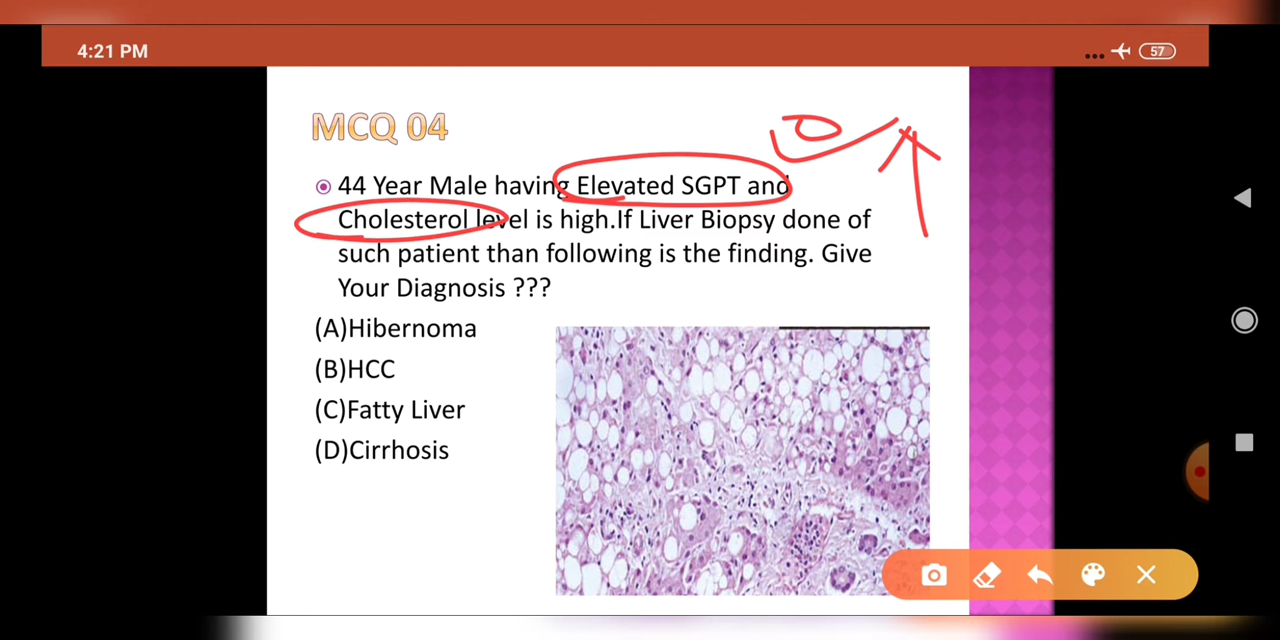 4:21 PM
57
MCQ 04
44 Year Male having Elevated SGPT and
Cholesterol level is high.If Liver Biopsy done of
such patient than following is the finding. Give
Your Diagnosis ???
(A)Hibernoma
(B)HCC
(C)Fatty Liver
(D)Cirrhosis